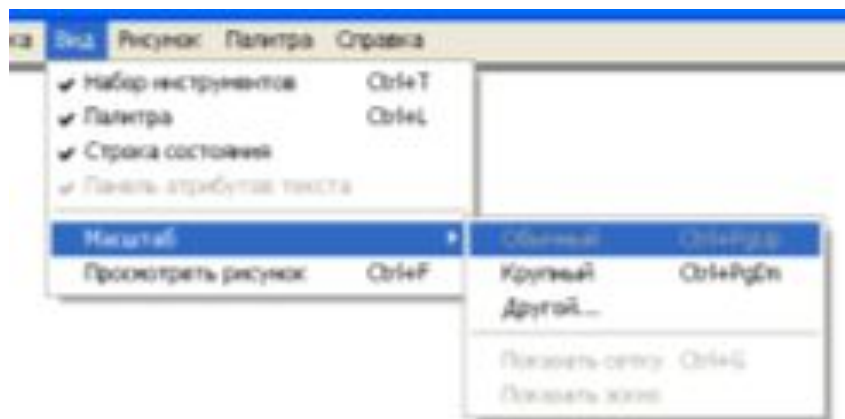 ка Вид Рисунок Палитра Справка
Набор инструментов Ctrl+T
Палитра Ctrl+L
Строка состояния
Панель атрибутов текста
Масштаб
Просмотреть рисунок Ctrl+F
Обычный Ctrl+PgUp
Крупный Ctrl+PgDn
Другой...
Показать сетку Ctrl+G
Показать эскиз